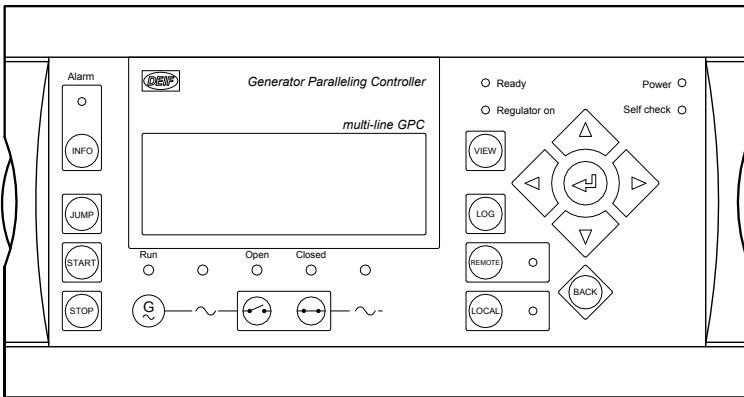 Alarm
DEIF
Generator Paralleling Controller
Ready
Power
Regulator on
Self check
multi-line GPC
INFO
VIEW
JUMP
LOG
START
Run
Open
Closed
REMOTE
BACK
STOP
G
LOCAL